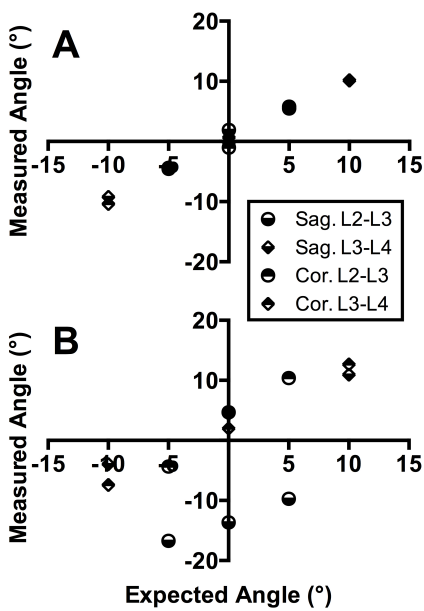 A
Measured Angle (°)
20
10
-15 -10 -5 5 10 15
-10
-20
Sag. L2-L3
Sag. L3-L4
Cor. L2-L3
Cor. L3-L4
B
Measured Angle (°)
20
10
-15 -10 -5 5 10 15
-10
-20
Expected Angle (°)